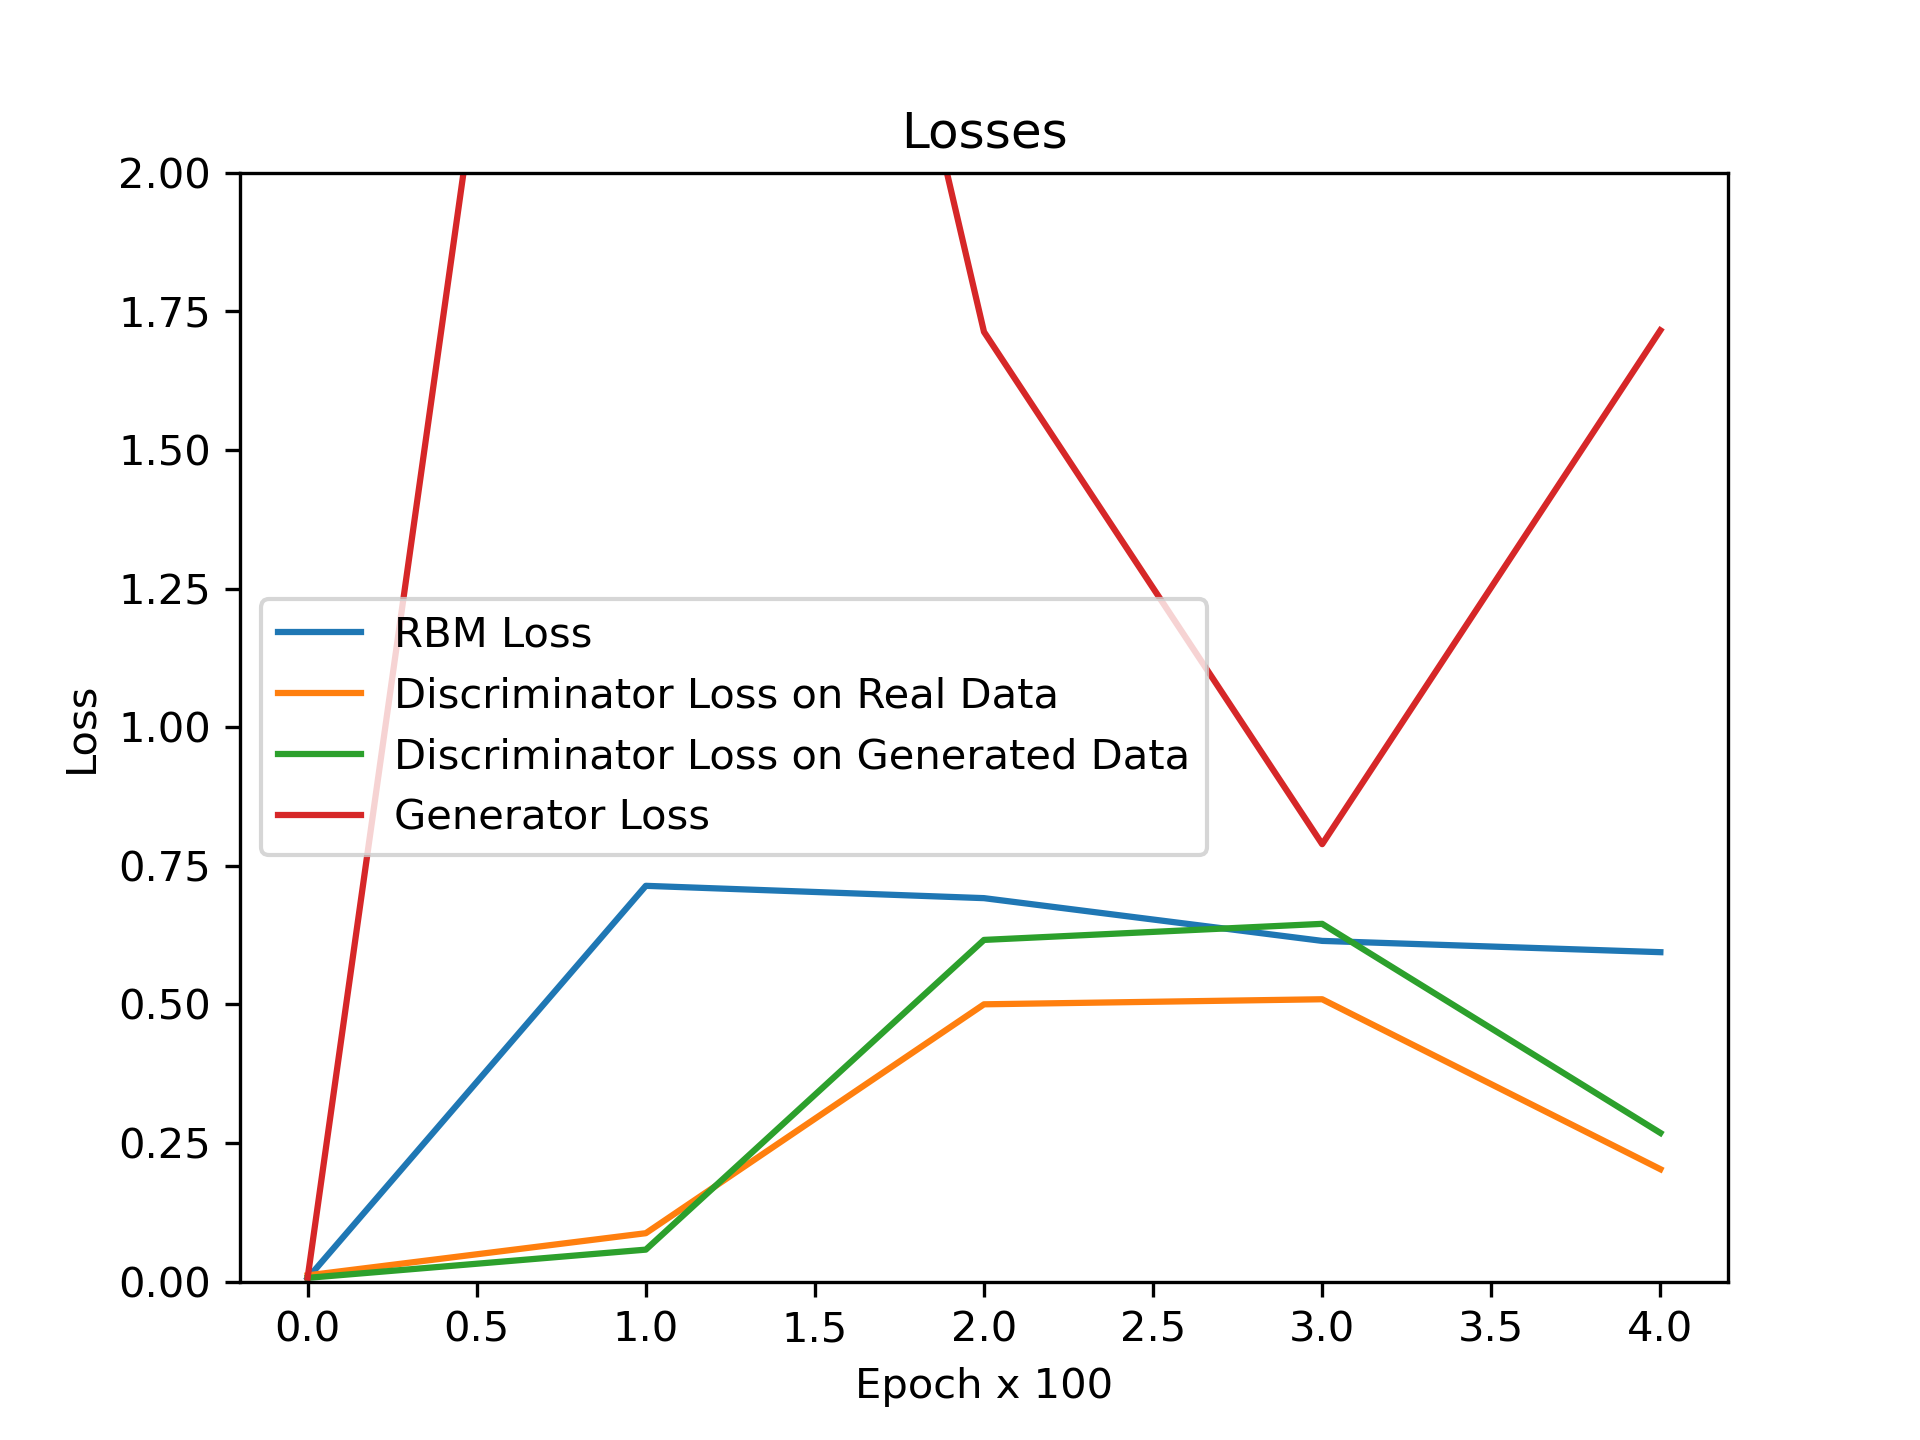 Losses
2.00
1.75
1.50
1.25
1.00
0.75
0.50
0.25
0.00
Loss
RBM Loss
Discriminator Loss on Real Data
Discriminator Loss on Generated Data
Generator Loss
0.0 0.5 1.0 1.5 2.0 2.5 3.0 3.5 4.0
Epoch x 100